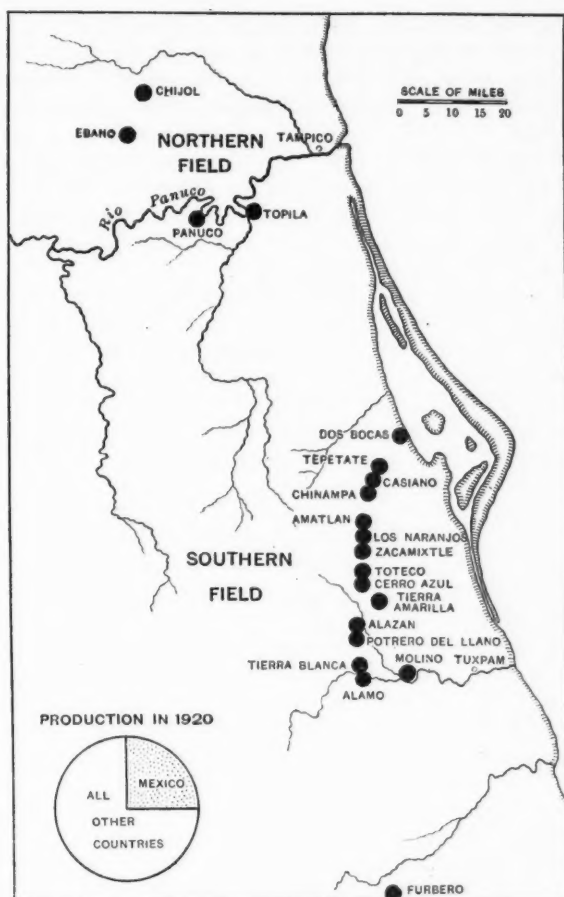 CHIJOL
SCALE OF MILES
0 5 10 15 20
EBANO
NORTHERN
FIELD
TAMPICO
Rio Panuco
PANUCO
TOPILA
DOS BOCAS
TEPETATE
CASIANO
CHINAMPA
AMATLAN
LOS NARANJOS
ZACAMIXTLE
SOUTHERN
FIELD
TOTECO
CERRO AZUL
TIERRA
AMARILLA
ALAZAN
POTRERO DEL LLANO
TIERRA BLANCA
MOLINO
TUXPAM
ALAMO
PRODUCTION IN 1920
MEXICO
ALL
OTHER
COUNTRIES
FURBERO